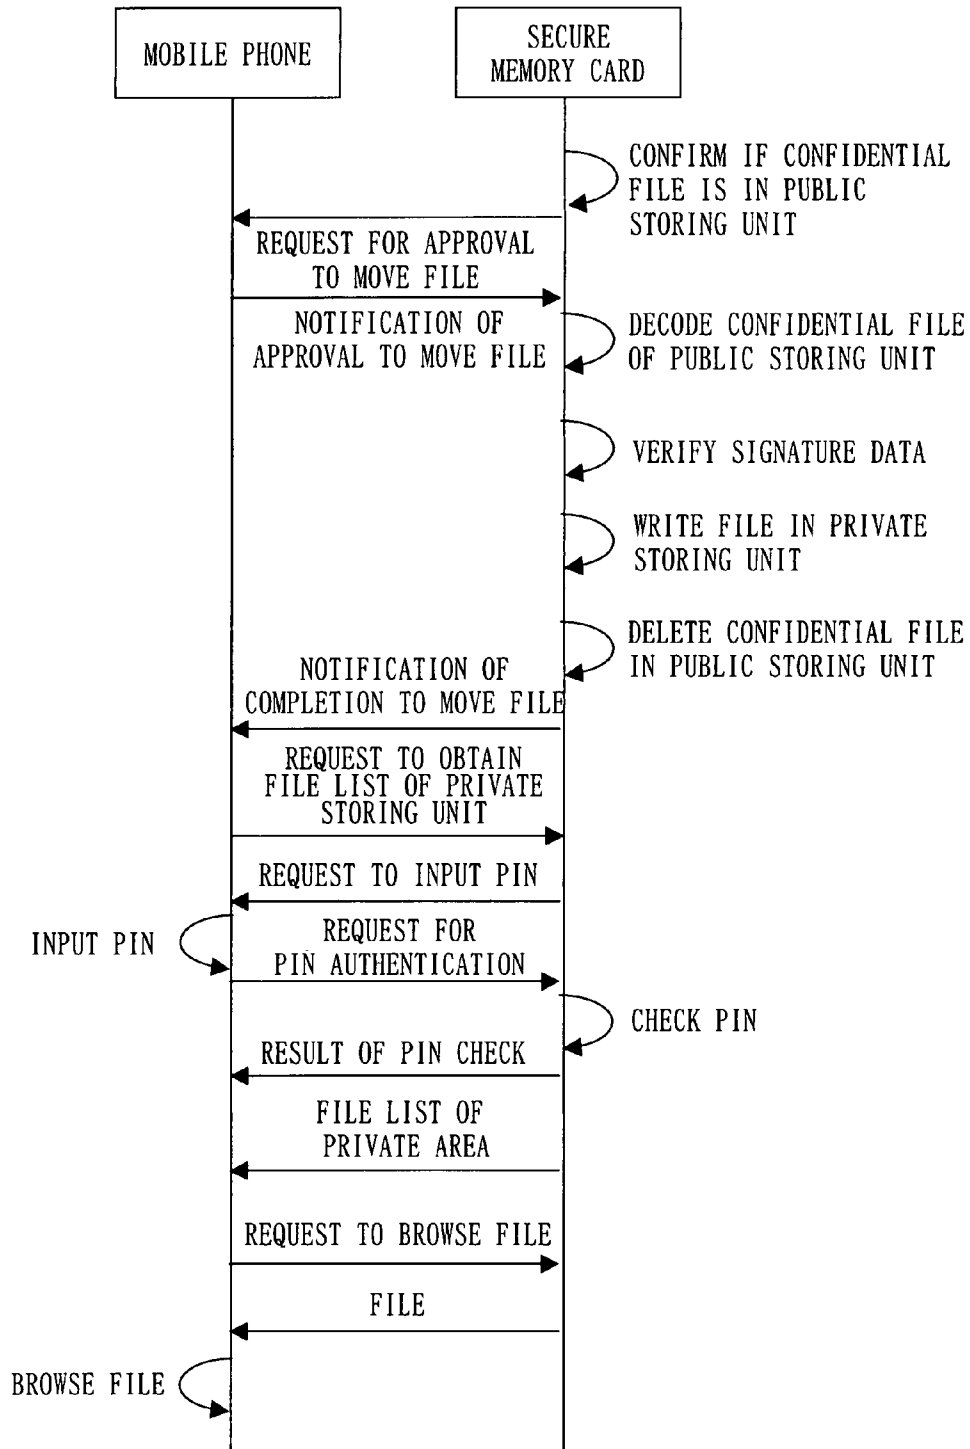 MOBILE PHONE
SECURE
MEMORY CARD
CONFIRM IF CONFIDENTIAL
FILE IS IN PUBLIC
STORING UNIT
REQUEST FOR APPROVAL
TO MOVE FILE
NOTIFICATION OF
APPROVAL TO MOVE FILE
DECODE CONFIDENTIAL FILE
OF PUBLIC STORING UNIT
VERIFY SIGNATURE DATA
WRITE FILE IN PRIVATE
STORING UNIT
DELETE CONFIDENTIAL FILE
IN PUBLIC STORING UNIT
NOTIFICATION OF
COMPLETION TO MOVE FILE
REQUEST TO OBTAIN
FILE LIST OF PRIVATE
STORING UNIT
REQUEST TO INPUT PIN
INPUT PIN
REQUEST FOR
PIN AUTHENTICATION
CHECK PIN
RESULT OF PIN CHECK
FILE LIST OF
PRIVATE AREA
REQUEST TO BROWSE FILE
FILE
BROWSE FILE